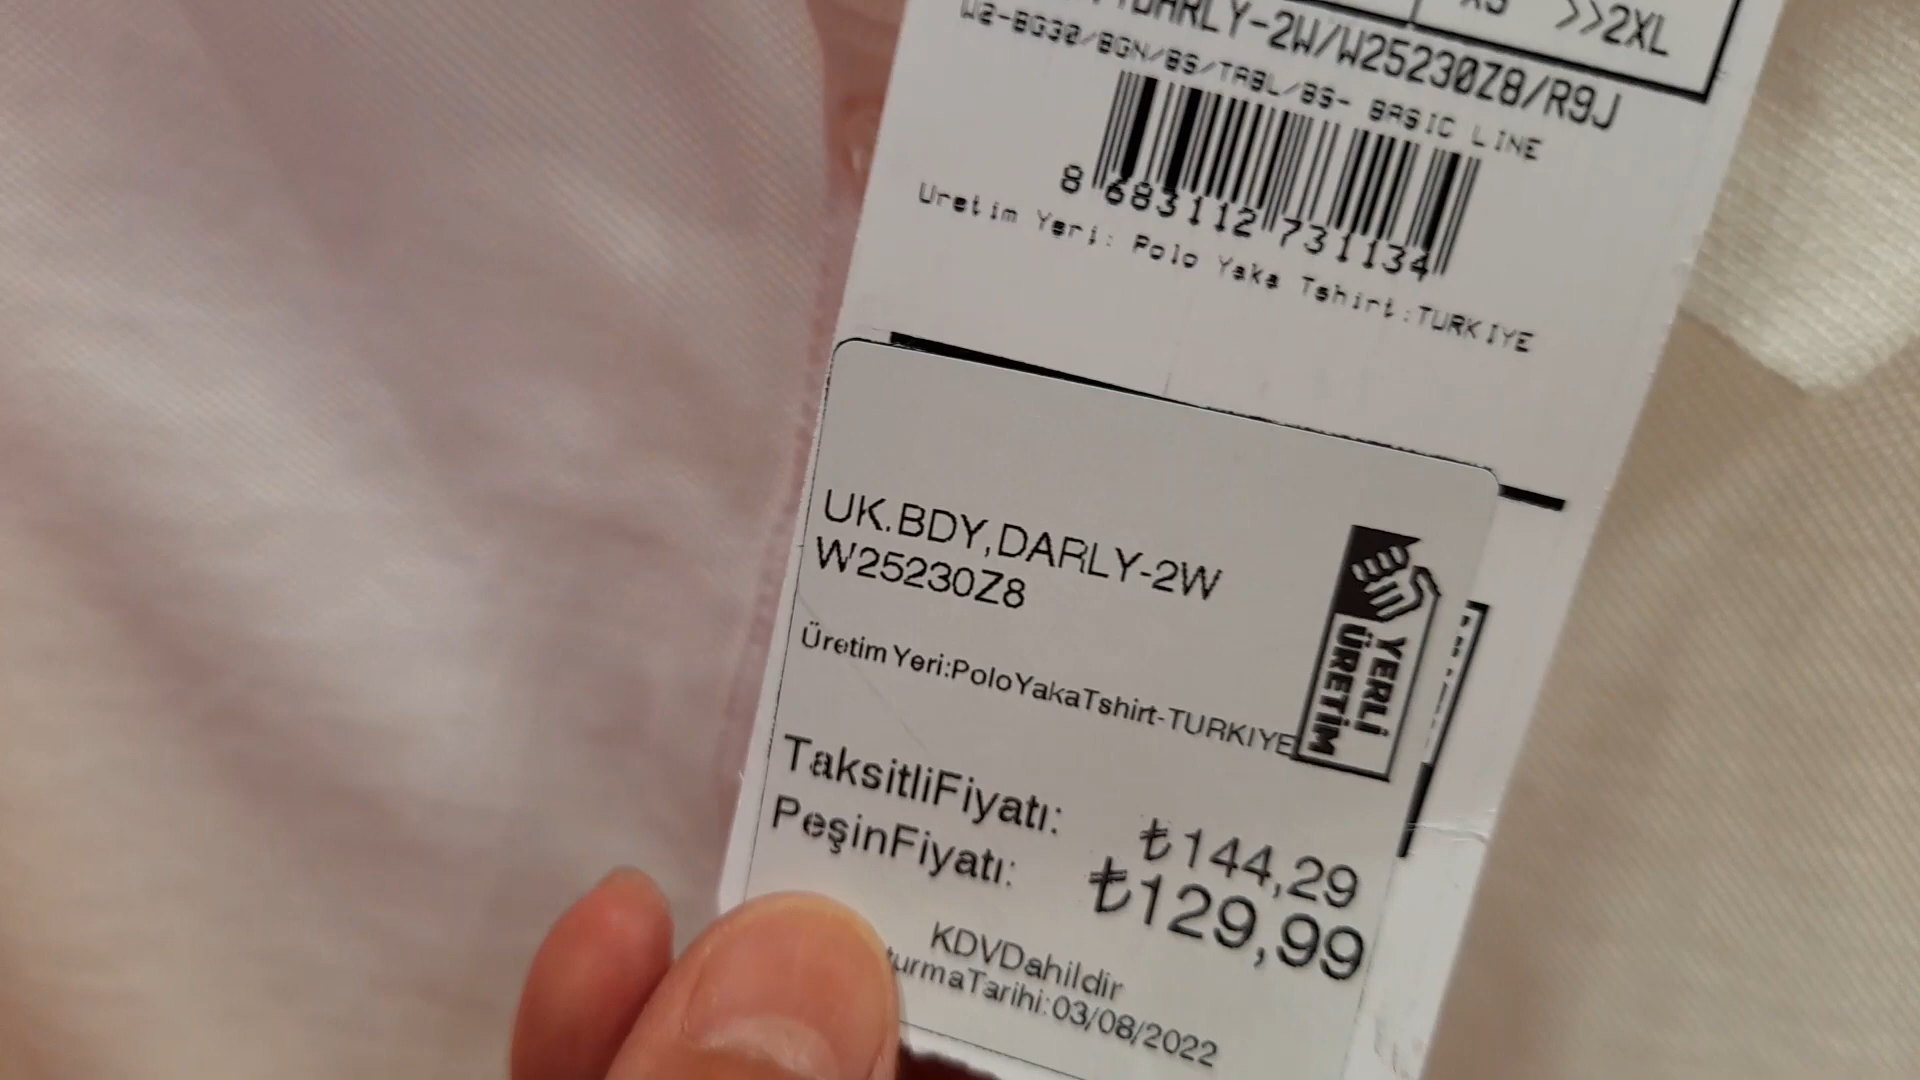 >>2XL
DARLY-2W/W25230Z8/R9J
W2-BG30/BGN/BS/TABL/BS- BASIC LINE
8 683112 731134
Uretim Yeri: Polo Yaka Tshirt:TURKIYE
UK.BDY,DARLY-2W
W25230Z8
YERLİ
ÜRETİM
Üretim Yeri:PoloYakaTshirt-TURKIYE
TaksitliFiyatı: ₺144,29
PeşinFiyatı: ₺129,99
KDVDahildir
Tarihi:03/08/2022